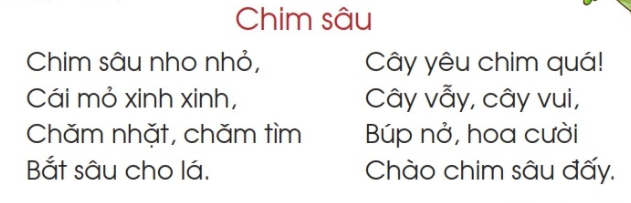 Chim sâu
Chim sâu nho nhỏ,
Cái mỏ xinh xinh,
Chăm nhặt, chăm tìm
Bắt sâu cho lá.
Cây yêu chim quá!
Cây vẫy, cây vui,
Búp nở, hoa cười
Chào chim sâu đấy.